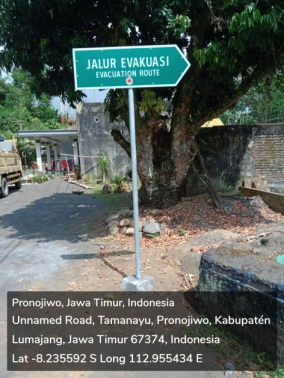 JALUR EVAKUASI
EVACUATION ROUTE
Pronojiwo, Jawa Timur, Indonesia
Unnamed Road, Tamanayu, Pronojiwo, Kabupatén
Lumajang, Jawa Timur 67374, Indonesia
Lat -8.235592 S Long 112.955434 E